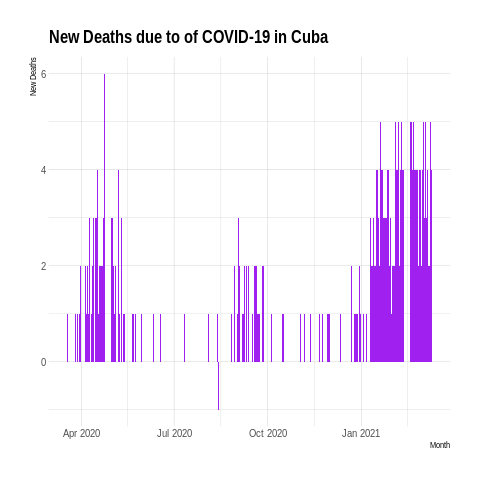 New Deaths due to of COVID-19 in Cuba
New Deaths
6
4
2
0
Apr 2020 Jul 2020 Oct 2020 Jan 2021
Month